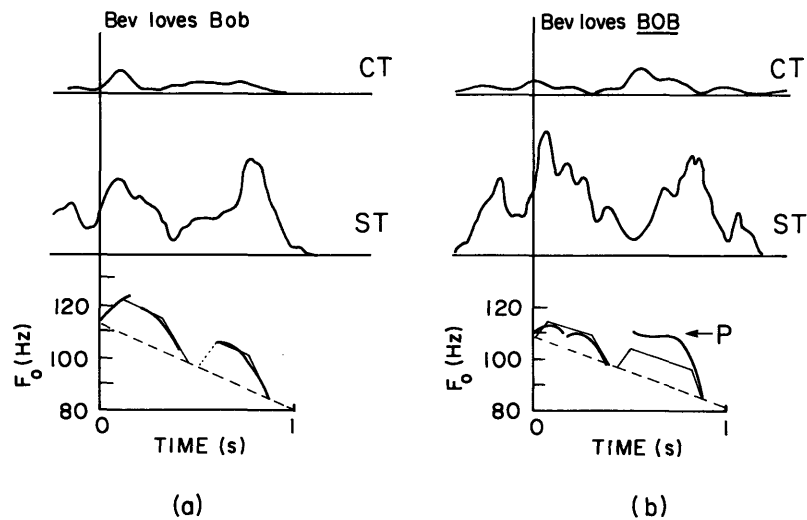 Bev loves Bob
CT
ST
120
100
80
F₀ (Hz)
0
1
TIME (s)
(a)
Bev loves BOB
CT
ST
120
100
80
F₀ (Hz)
P
0
1
TIME (s)
(b)